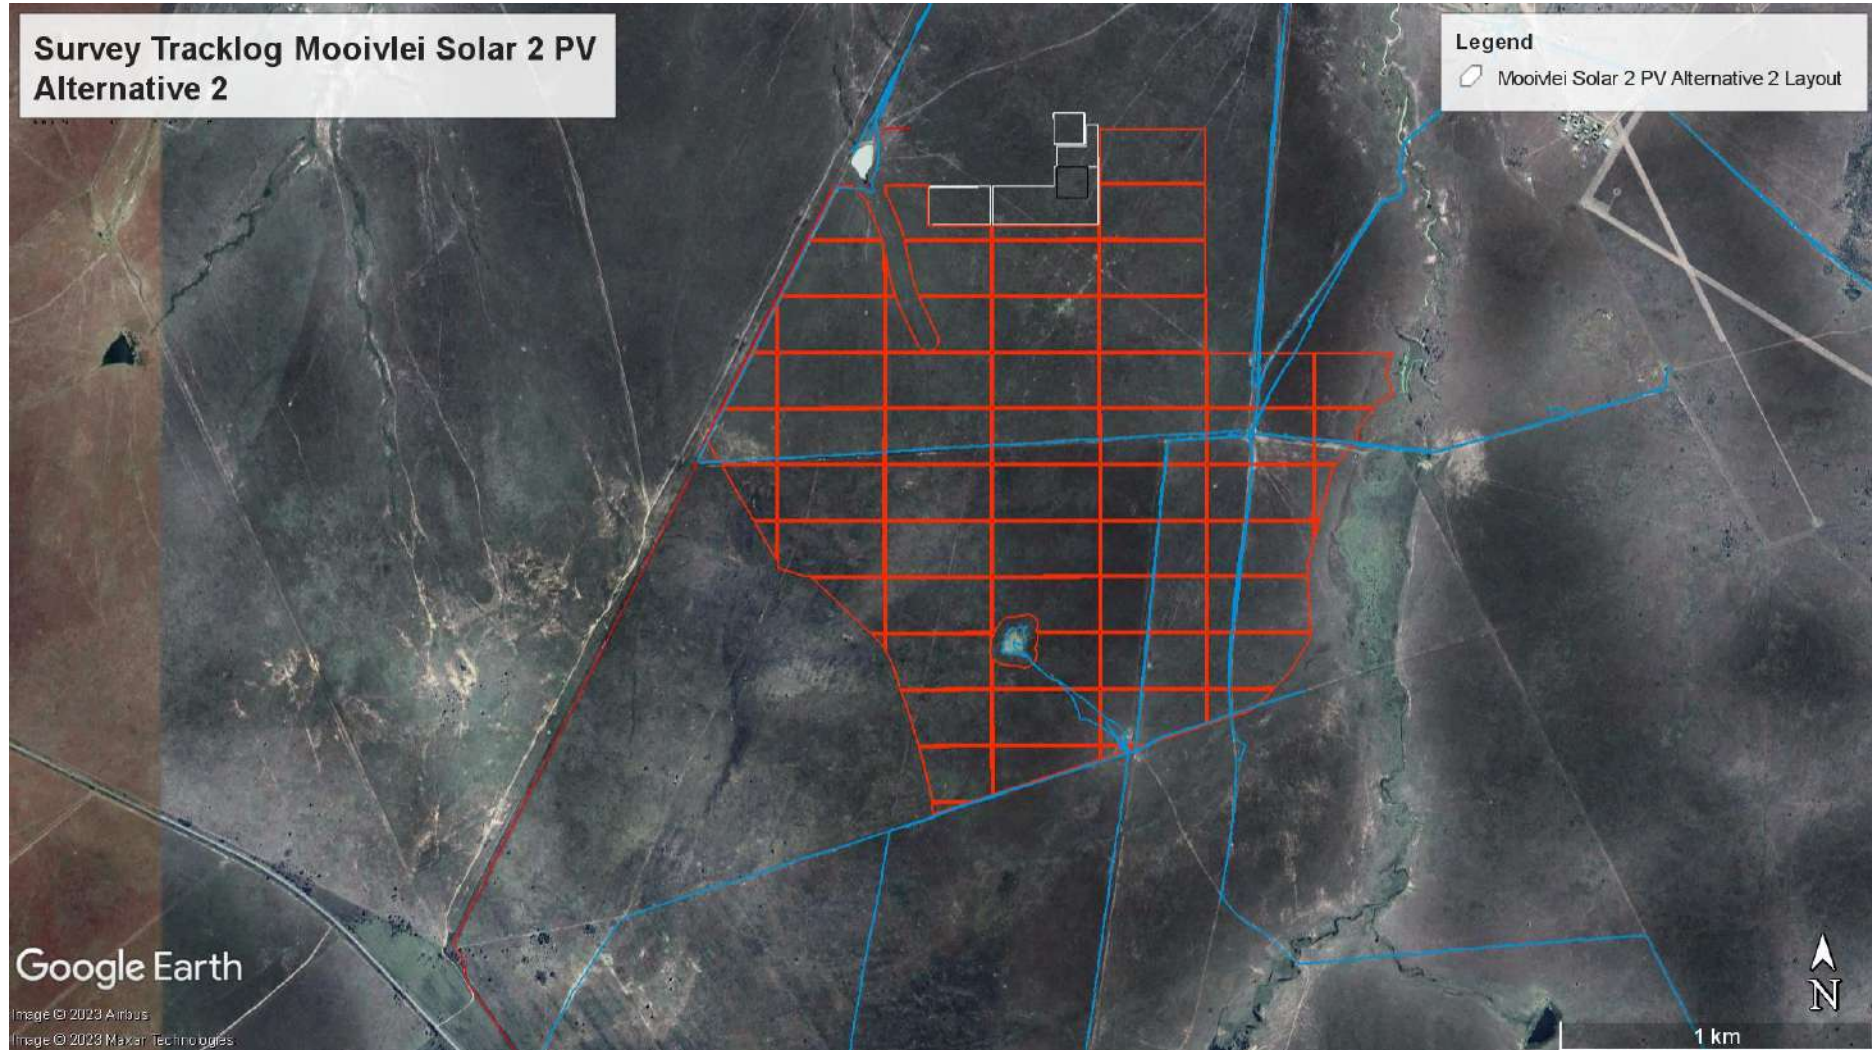 Survey Tracklog Mooivlei Solar 2 PV
Alternative 2
Legend
Mooivlei Solar 2 PV Alternative 2 Layout
Google Earth
Image © 2023 Airbus
Image © 2023 Maxar Technologies
N
1 km